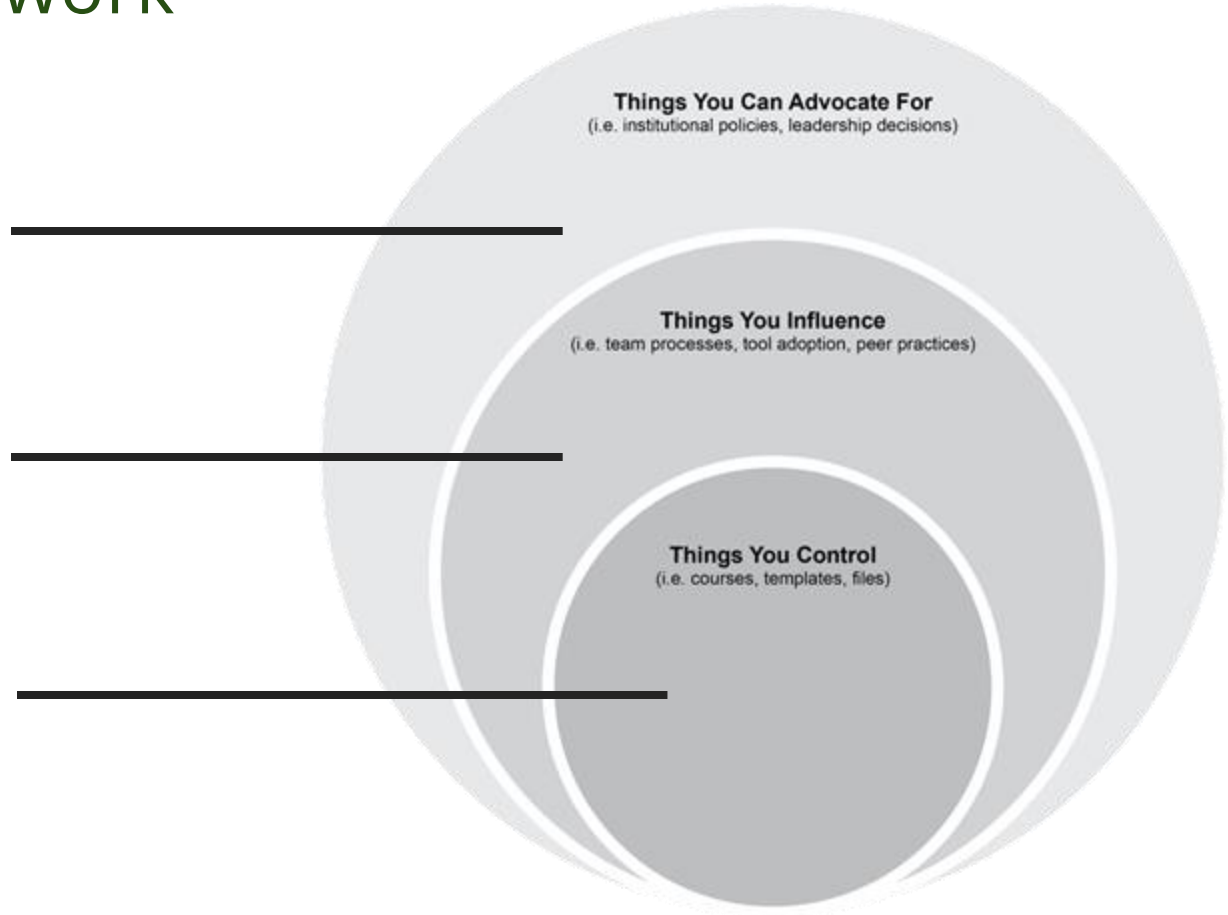 Things You Can Advocate For
(i.e. institutional policies, leadership decisions)
Things You Influence
(i.e. team processes, tool adoption, peer practices)
Things You Control
(i.e. courses, templates, files)